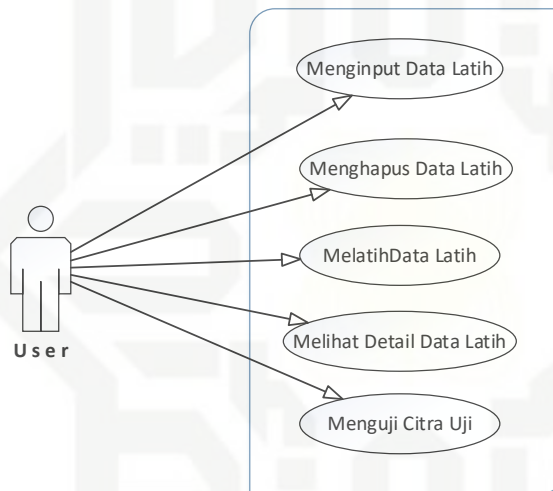 Menginput Data Latih
Menghapus Data Latih
MelatihData Latih
User
Melihat Detail Data Latih
Menguji Citra Uji